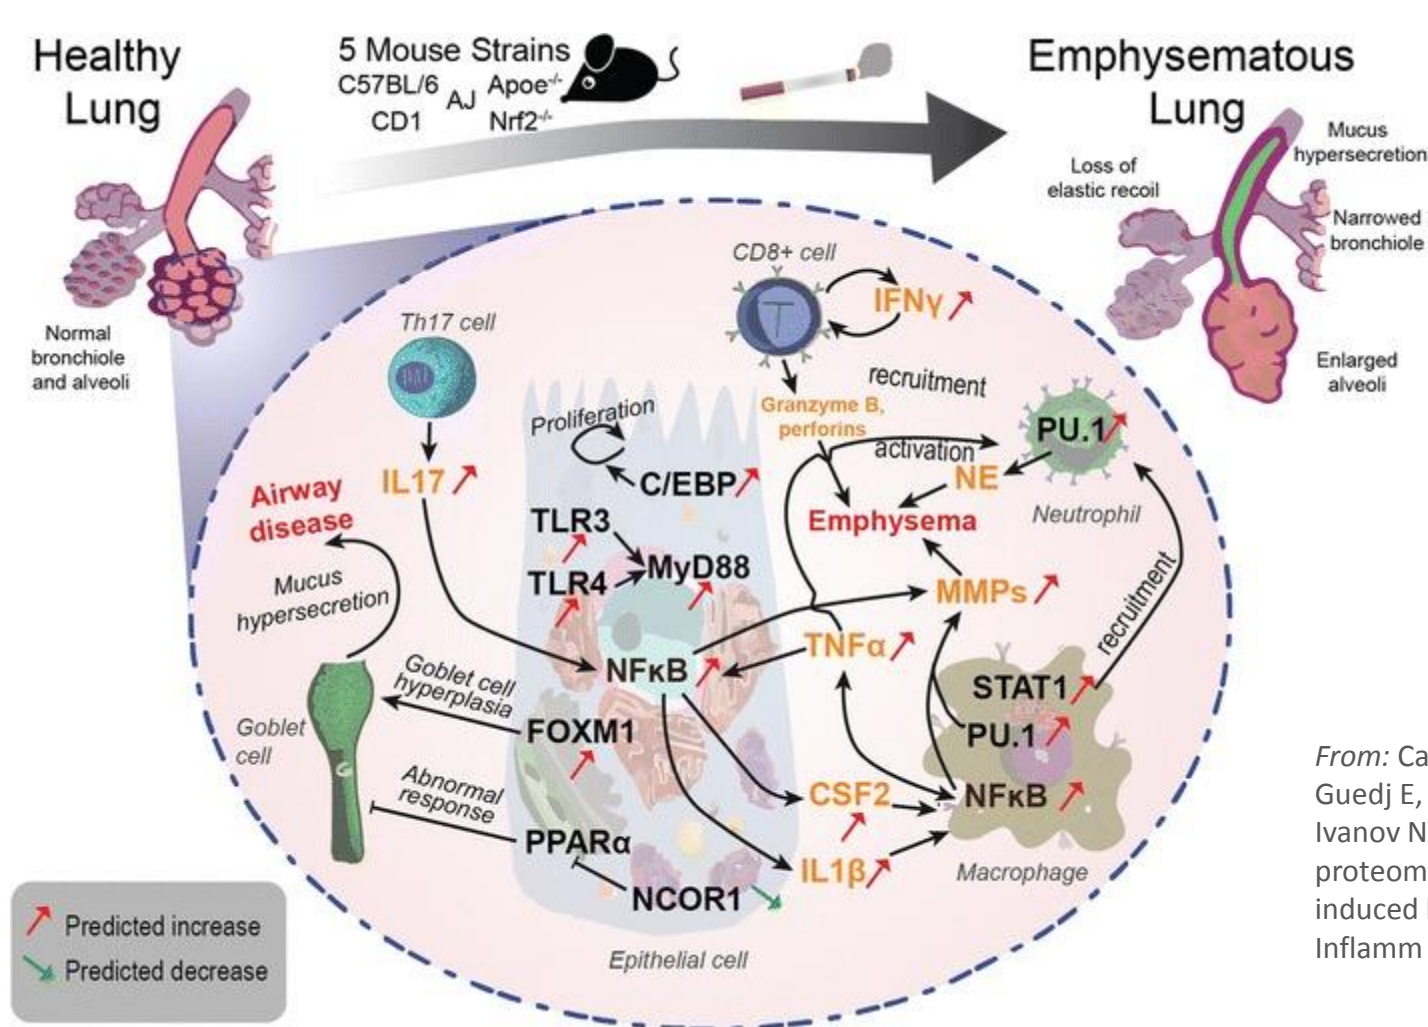 Healthy
Lung
5 Mouse Strains
C57BL/6
AJ
Apoe-/-
CD1
Nrf2-/-
Emphysematous
Lung
Mucus
hypersecretion
Loss of
elastic recoil
Narrowed
bronchiole
Enlarged
alveoli
Normal
bronchiole
and alveoli
CD8+ cell
T
IFNγ
Th17 cell
recruitment
Granzyme B,
perforins
Proliferation
PU.1
activation
NE
IL17
C/EBP
Airway
disease
TLR3
Emphysema
Neutrophil
MyD88
TLR4
Mucus
hypersecretion
MMPs
recruitment
TNFα
NFκB
Goblet cell
hyperplasia
STAT1
Goblet
cell
FOXM1
PU.1
Abnormal
response
CSF2
NFκB
PPARα
IL1β
Macrophage
NCOR1
Epithelial cell
Predicted increase
Predicted decrease
From: Ca
Guedj E,
Ivanov N
proteom
induced
Inflamm